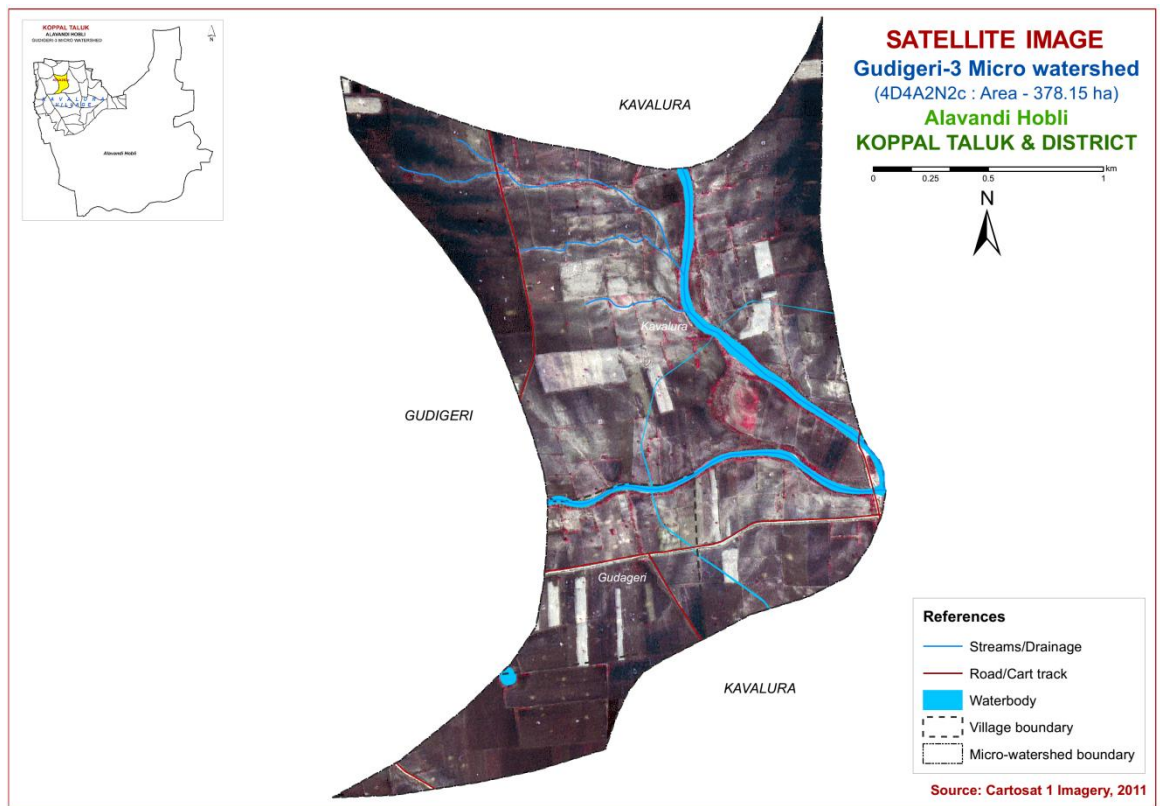 KOPPAL TALUK
ALAVANDI HOBLI
GUDIGERI-3 MICRO WATERSHED
N
KAVALURA
VILLAGE
Alavandi Hobli
SATELLITE IMAGE
Gudigeri-3 Micro watershed
(4D4A2N2c : Area - 378.15 ha)
Alavandi Hobli
KOPPAL TALUK & DISTRICT
km
0 0.25 0.5 1
N
KAVALURA
Kavalura
GUDIGERI
Gudageri
KAVALURA
References
Streams/Drainage
Road/Cart track
Waterbody
Village boundary
Micro-watershed boundary
Source: Cartosat 1 Imagery, 2011